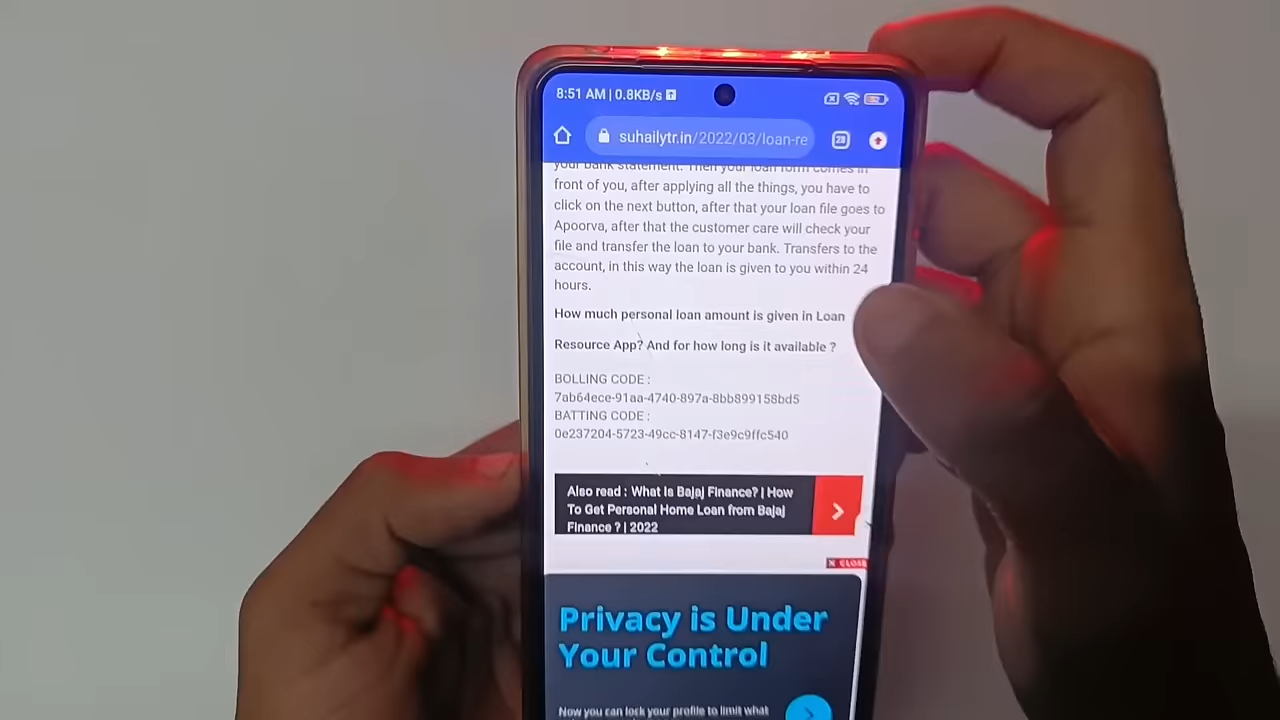 8:51 AM | 0.8KB/s
suhailytr.in/2022/03/loan-re
28
your bank statement. Then your loan form comes in
front of you, after applying all the things, you have to
click on the next button, after that your loan file goes to
Apoorva, after that the customer care will check your
file and transfer the loan to your bank. Transfers to the
account, in this way the loan is given to you within 24
hours.
How much personal loan amount is given in Loan
Resource App? And for how long is it available ?
BOLLING CODE :
7ab64ece-91aa-4740-897a-8bb899158bd5
BATTING CODE :
0e237204-5723-49cc-8147-f3e9c9ffc540
Also read : What Is Bajaj Finance? | How
To Get Personal Home Loan from Bajaj
Finance ? | 2022
X CLOSE
Privacy is Under
Your Control
Now you can lock your profile to limit what